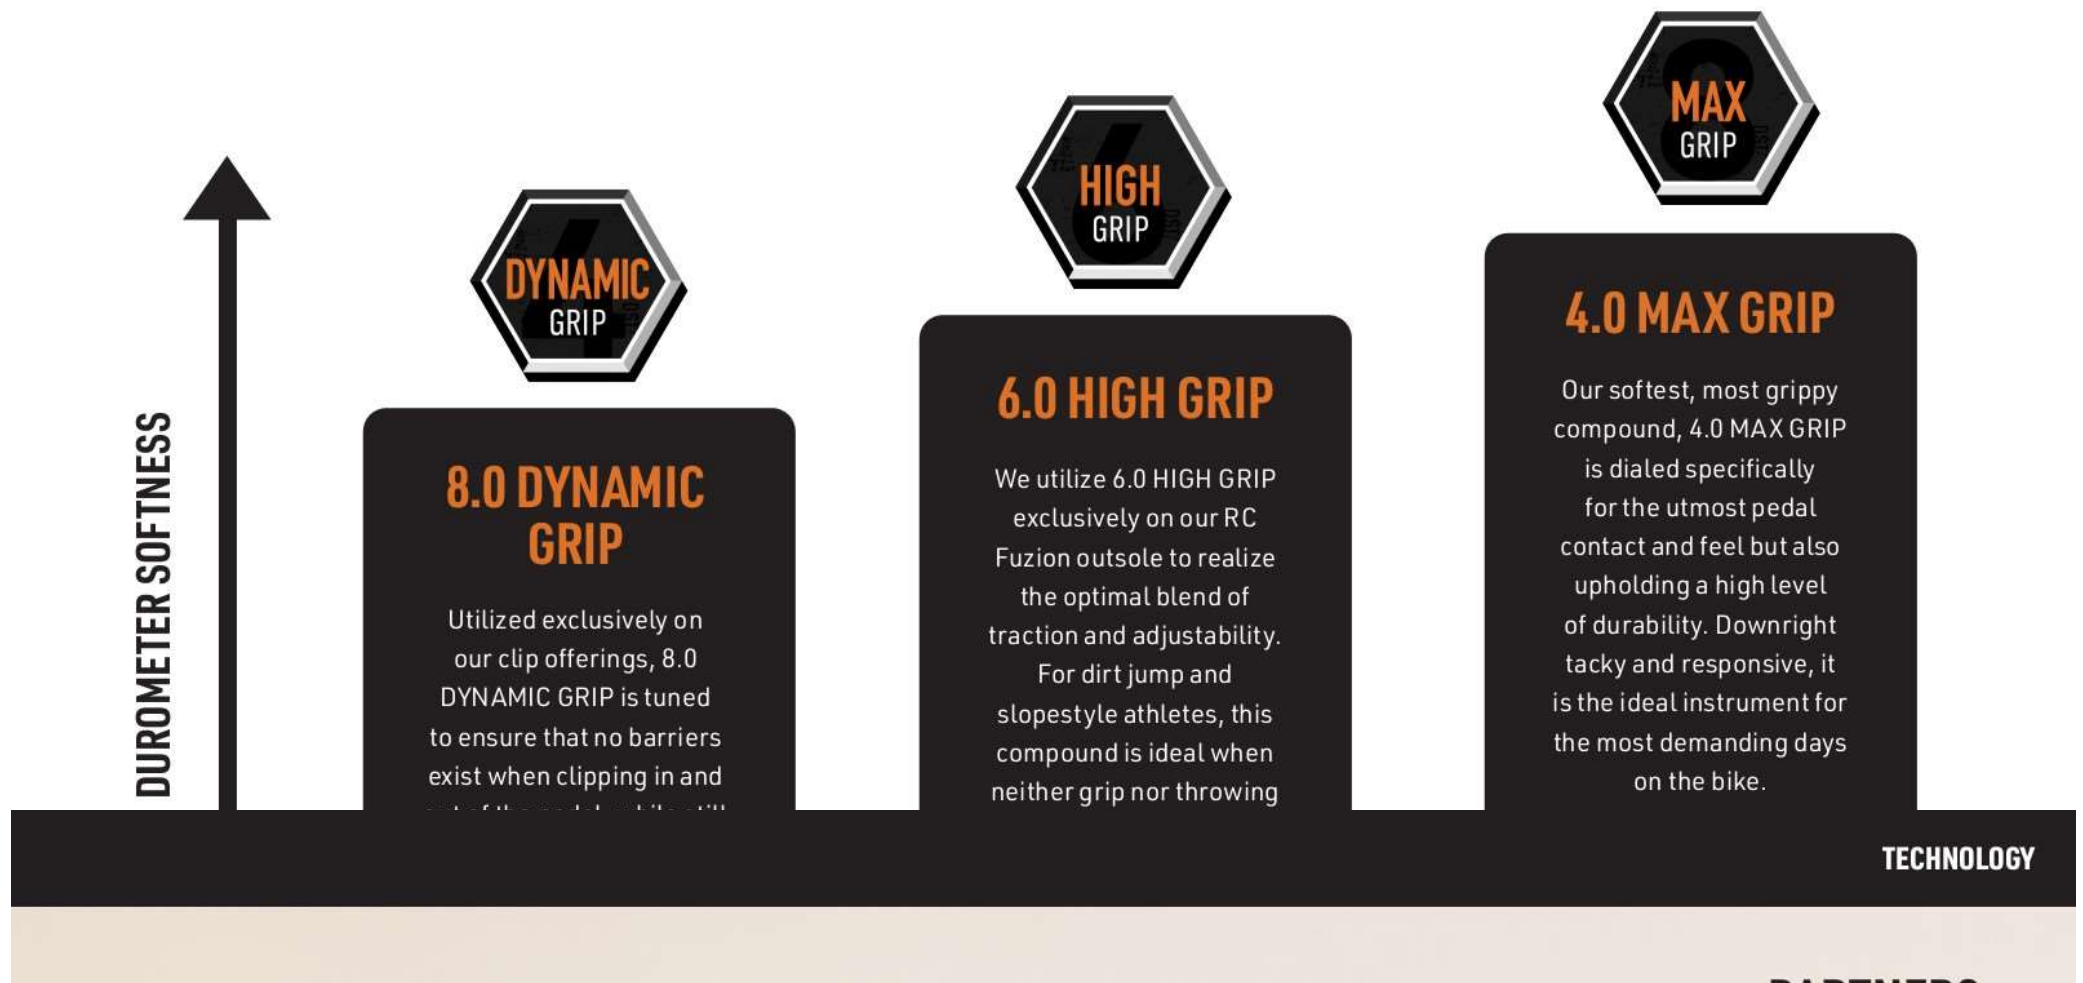 DYNAMIC
GRIP
HIGH
GRIP
MAX
GRIP
DUROMETER SOFTNESS
8.0 DYNAMIC
GRIP
Utilized exclusively on
our clip offerings, 8.0
DYNAMIC GRIP is tuned
to ensure that no barriers
exist when clipping in and
6.0 HIGH GRIP
We utilize 6.0 HIGH GRIP
exclusively on our RC
Fuzion outsole to realize
the optimal blend of
traction and adjustability.
For dirt jump and
slopestyle athletes, this
compound is ideal when
neither grip nor throwing
4.0 MAX GRIP
Our softest, most grippy
compound, 4.0 MAX GRIP
is dialed specifically
for the utmost pedal
contact and feel but also
upholding a high level
of durability. Downright
tacky and responsive, it
is the ideal instrument for
the most demanding days
on the bike.
TECHNOLOGY